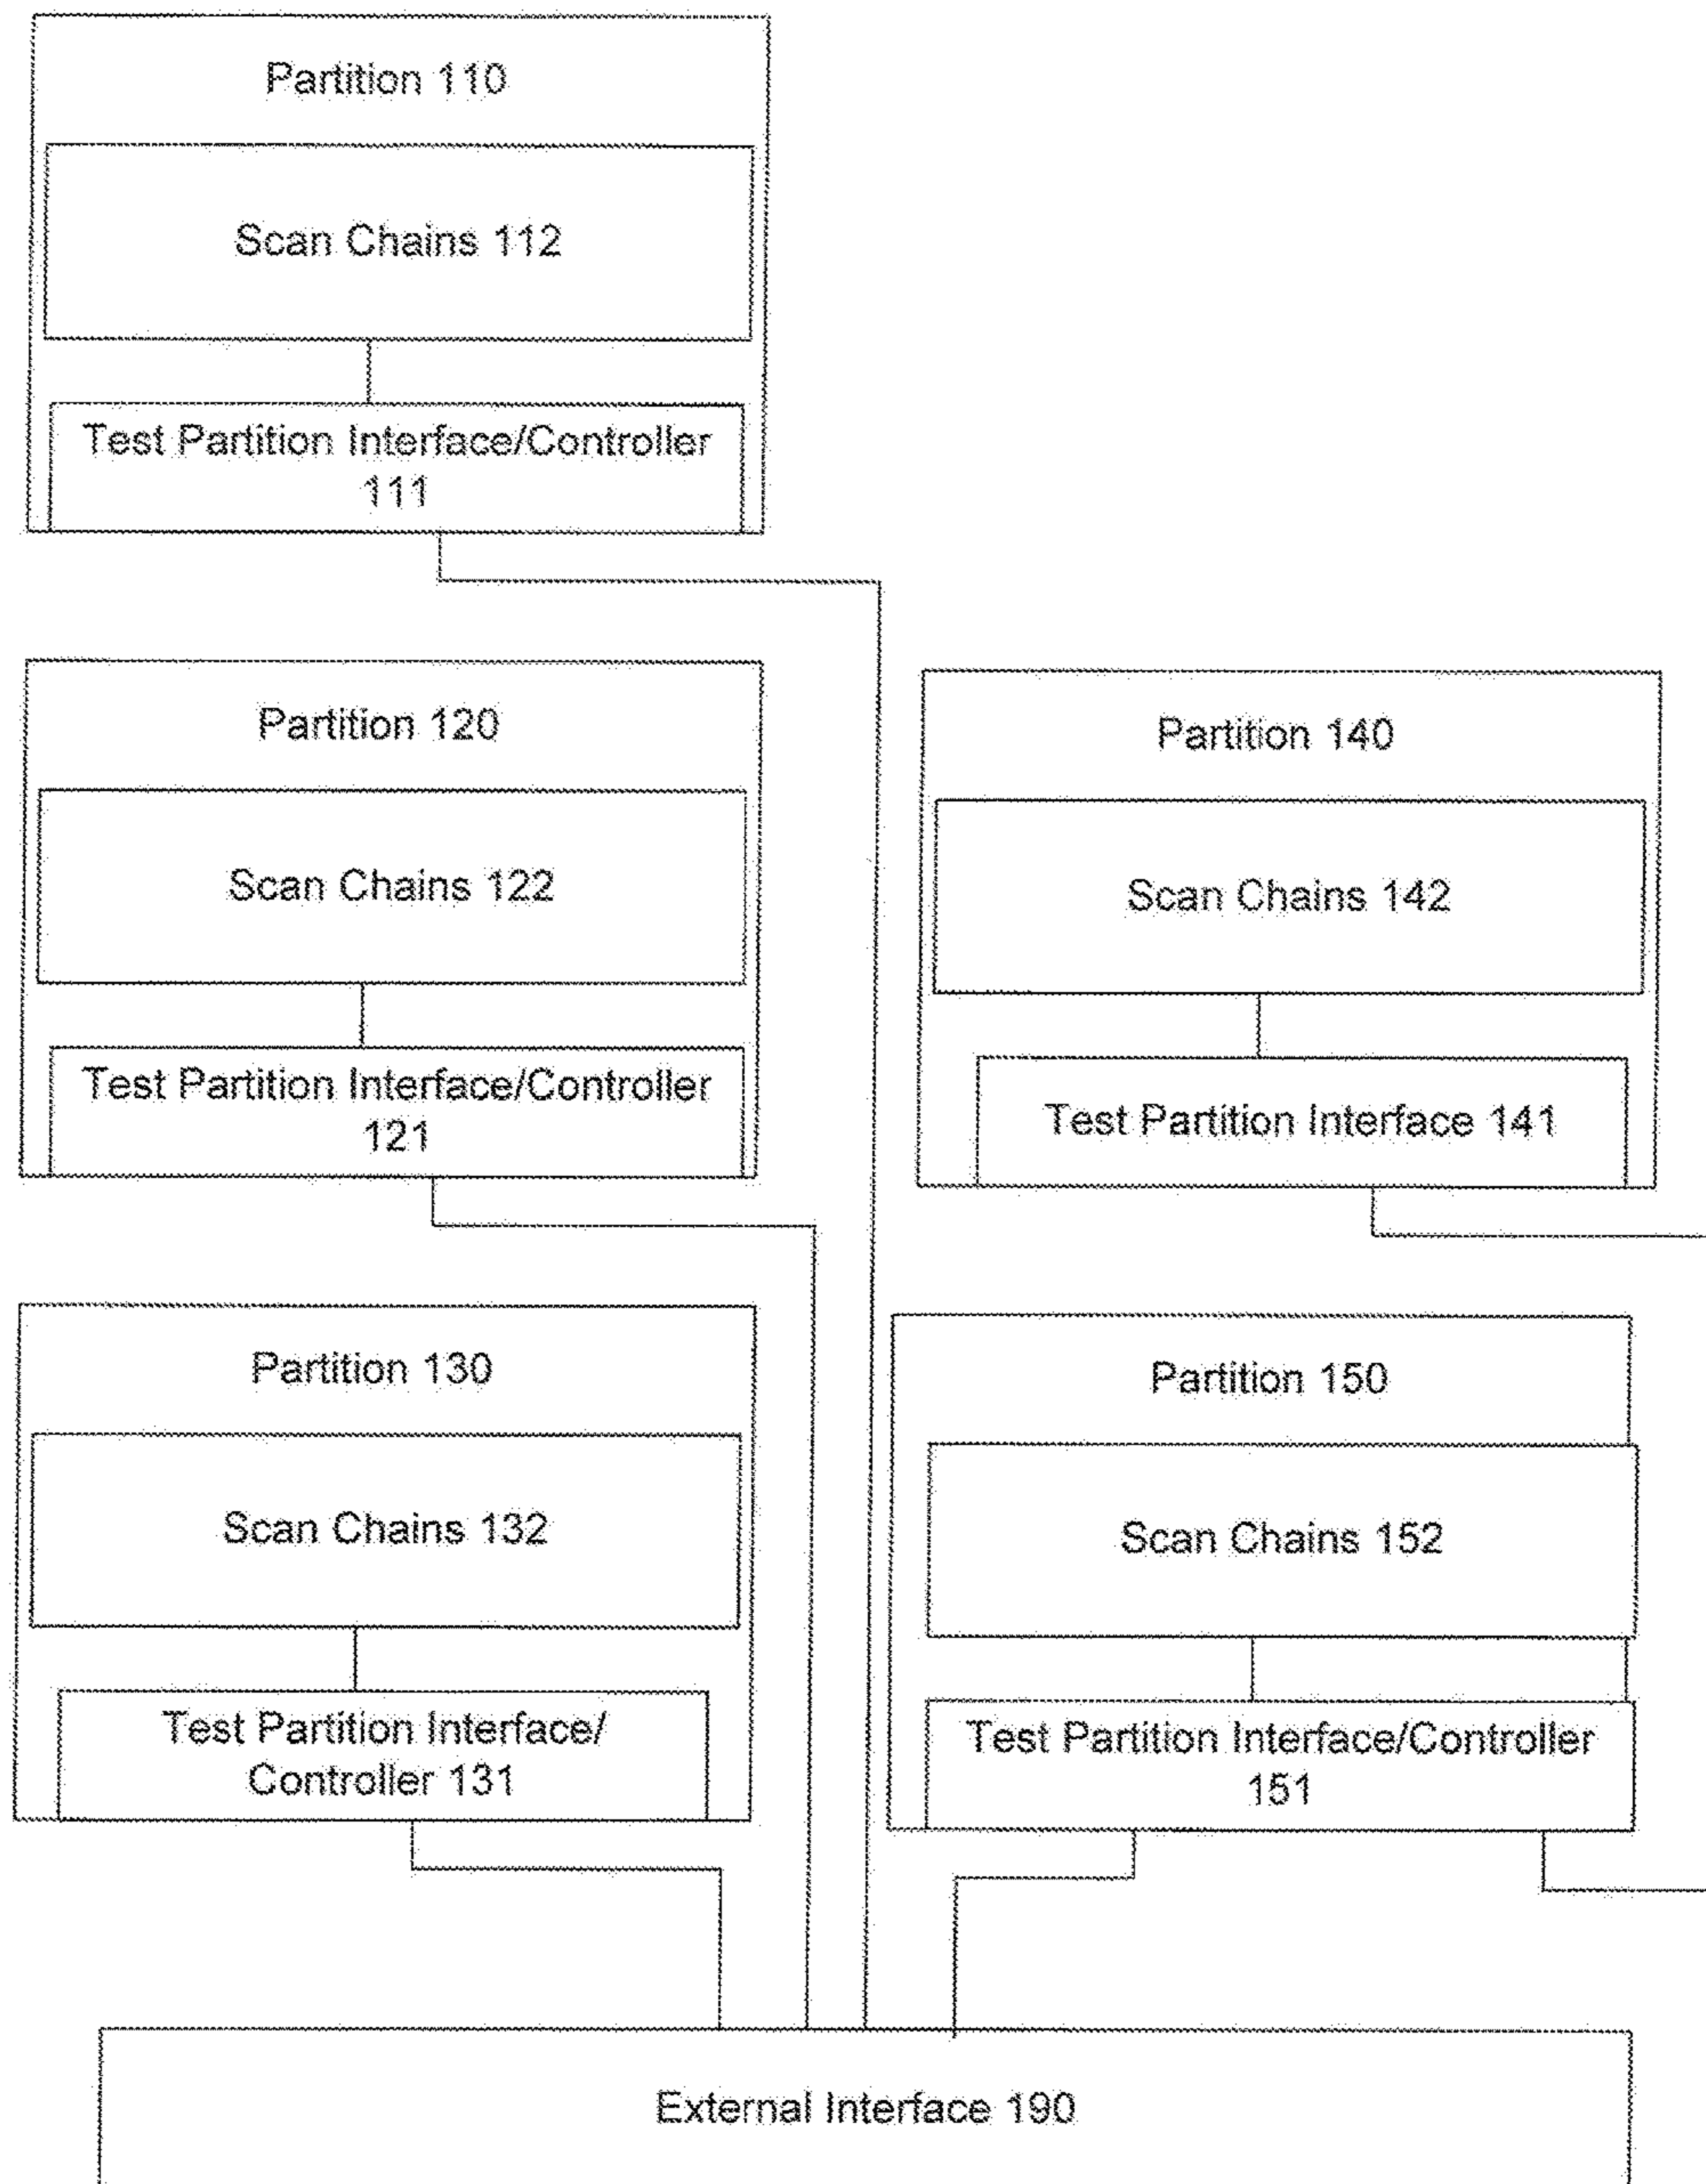 Partition 110
Scan Chains 112
Test Partition Interface/Controller
111
Partition 120
Scan Chains 122
Test Partition Interface/Controller
121
Partition 130
Scan Chains 132
Test Partition Interface/
Controller 131
Partition 140
Scan Chains 142
Test Partition Interface 141
Partition 150
Scan Chains 152
Test Partition Interface/Controller
151
External Interface 190